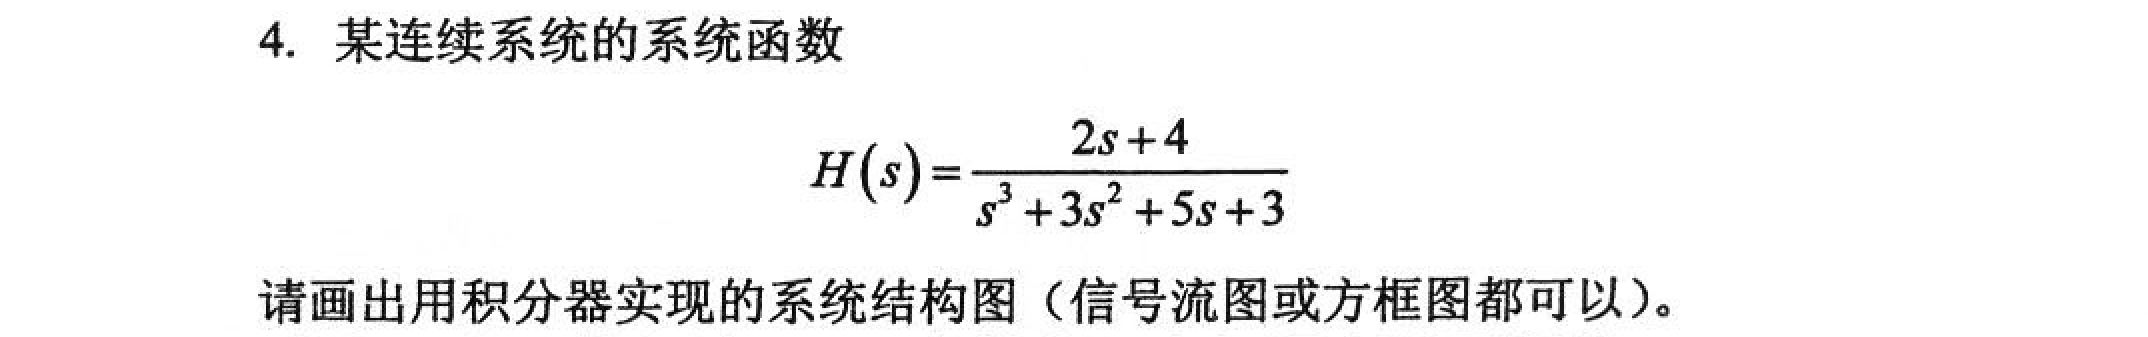 4. 某连续系统的系统函数
H(s)=\frac{2s+4}{s^3+3s^2+5s+3}
请画出用积分器实现的系统结构图（信号流图或方框图都可以）。